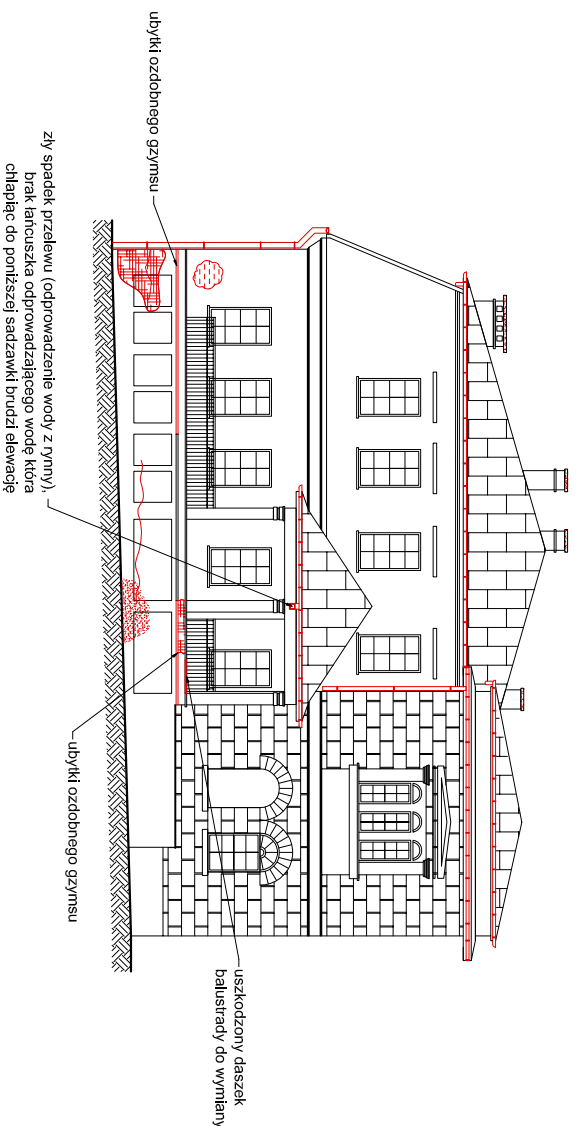 ubytki ozdobnego gzymsu
zły spadek przelewu (odprowadzenie wody z rynny),
brak łańcuszka odprowadzającego wodę która
chlapiąc do poniższej sadzawki brudzi elewację
ubytki ozdobnego gzymsu
uszkodzony daszek
balustrady do wymiany